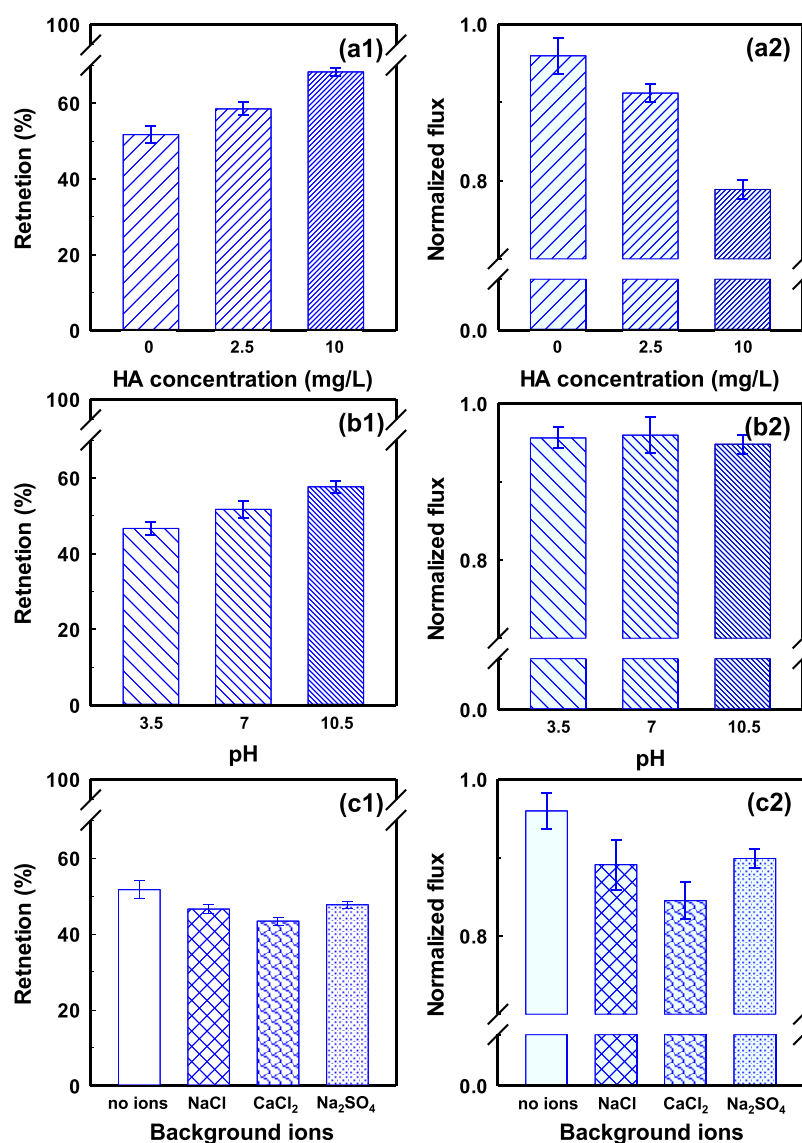 100
(a1)
60
40
20
0
Retnetion (%)
0 2.5 10
HA concentration (mg/L)
1.0
(a2)
0.8
0.0
Normalized flux
0 2.5 10
HA concentration (mg/L)
100
(b1)
60
40
20
0
Retnetion (%)
3.5 7 10.5
pH
1.0
(b2)
0.8
0.0
Normalized flux
3.5 7 10.5
pH
100
(c1)
60
40
20
0
Retnetion (%)
no ions NaCl CaCl₂ Na₂SO₄
Background ions
1.0
(c2)
0.8
0.0
Normalized flux
no ions NaCl CaCl₂ Na₂SO₄
Background ions